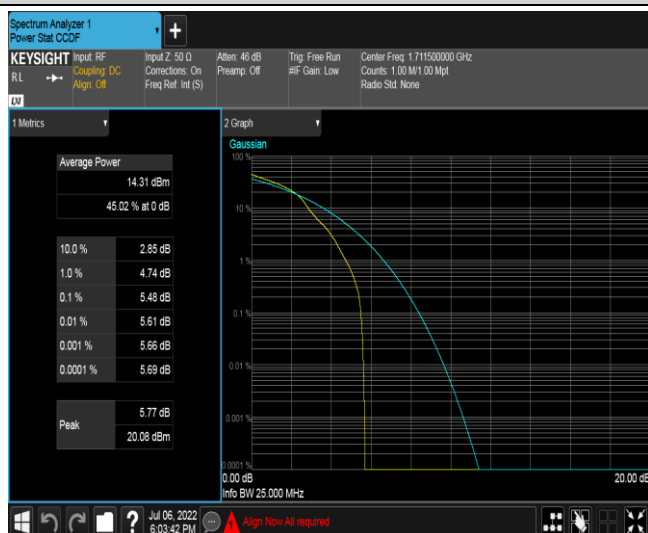 Spectrum Analyzer 1
Power Stat CCDF
+
KEYSIGHT
RL
LXI
Input: RF
Coupling: DC
Align: Off
Input Z: 50 Ω
Corrections: On
Freq Ref: Int (S)
Atten: 46 dB
Preamp: Off
Trig: Free Run
#IF Gain: Low
Center Freq: 1.711500000 GHz
Counts: 1.00 M/1.00 Mpt
Radio Std: None
1 Metrics
Average Power
14.31 dBm
45.02 % at 0 dB
10.0 % 2.85 dB
1.0 % 4.74 dB
0.1 % 5.48 dB
0.01 % 5.61 dB
0.001 % 5.66 dB
0.0001 % 5.69 dB
Peak 5.77 dB
20.08 dBm
2 Graph
Gaussian
100 %
10 %
1 %
0.1 %
0.01 %
0.001 %
0.0001 %
0.00 dB 20.00 dB
Info BW 25.000 MHz
?
Jul 06, 2022
6:03:42 PM
Align Now All required